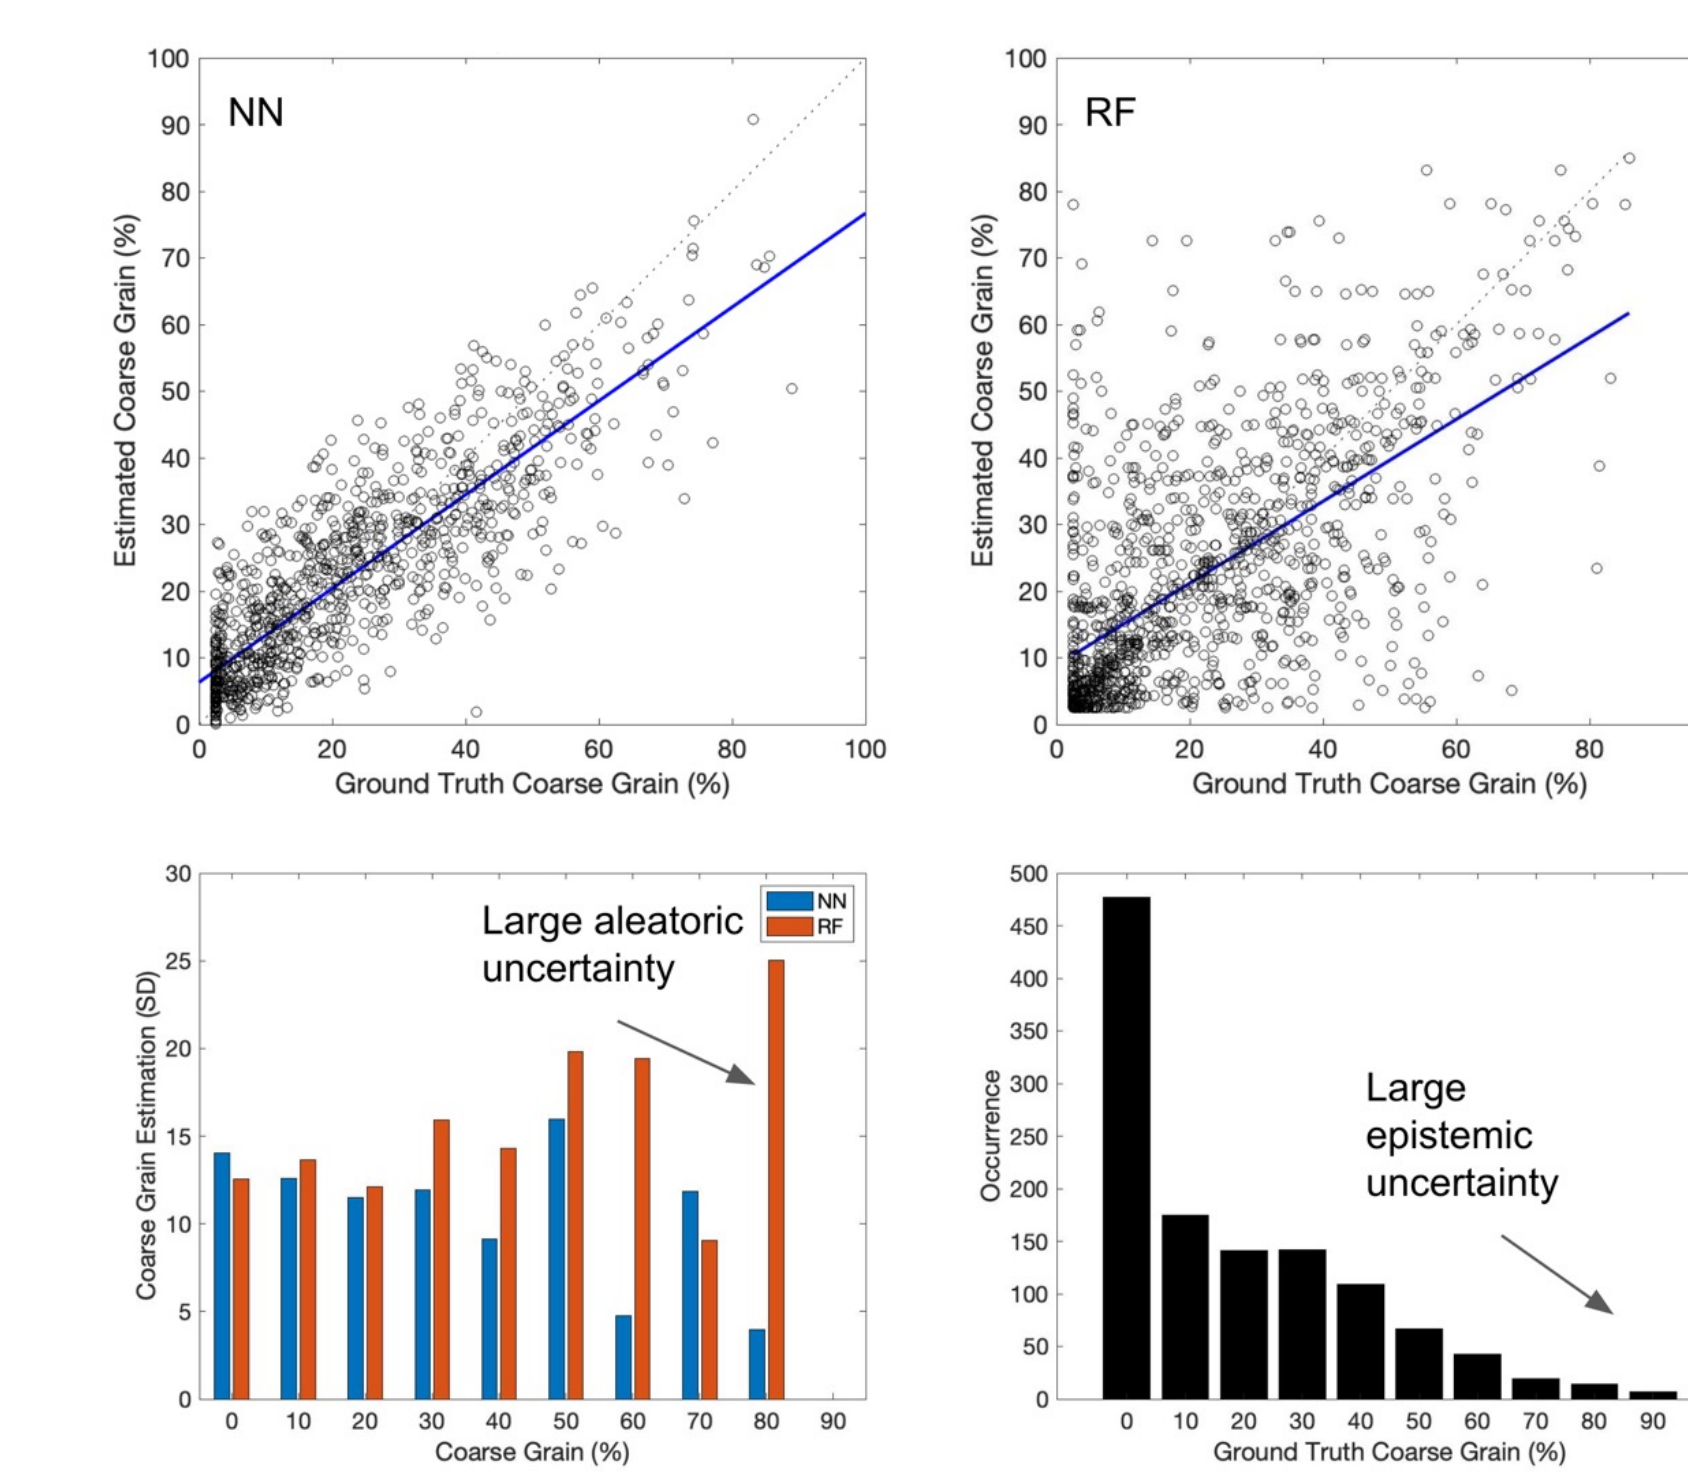 NN
100
90
80
70
60
50
40
30
20
10
0
0 20 40 60 80 100
Estimated Coarse Grain (%)
Ground Truth Coarse Grain (%)
RF
100
90
80
70
60
50
40
30
20
10
0
0 20 40 60 80
Estimated Coarse Grain (%)
Ground Truth Coarse Grain (%)
30
25
20
15
10
5
0
0 10 20 30 40 50 60 70 80 90
Coarse Grain Estimation (SD)
Coarse Grain (%)
Large aleatoric
uncertainty
NN
RF
500
450
400
350
300
250
200
150
100
50
0
0 10 20 30 40 50 60 70 80 90
Occurrence
Ground Truth Coarse Grain (%)
Large
epistemic
uncertainty